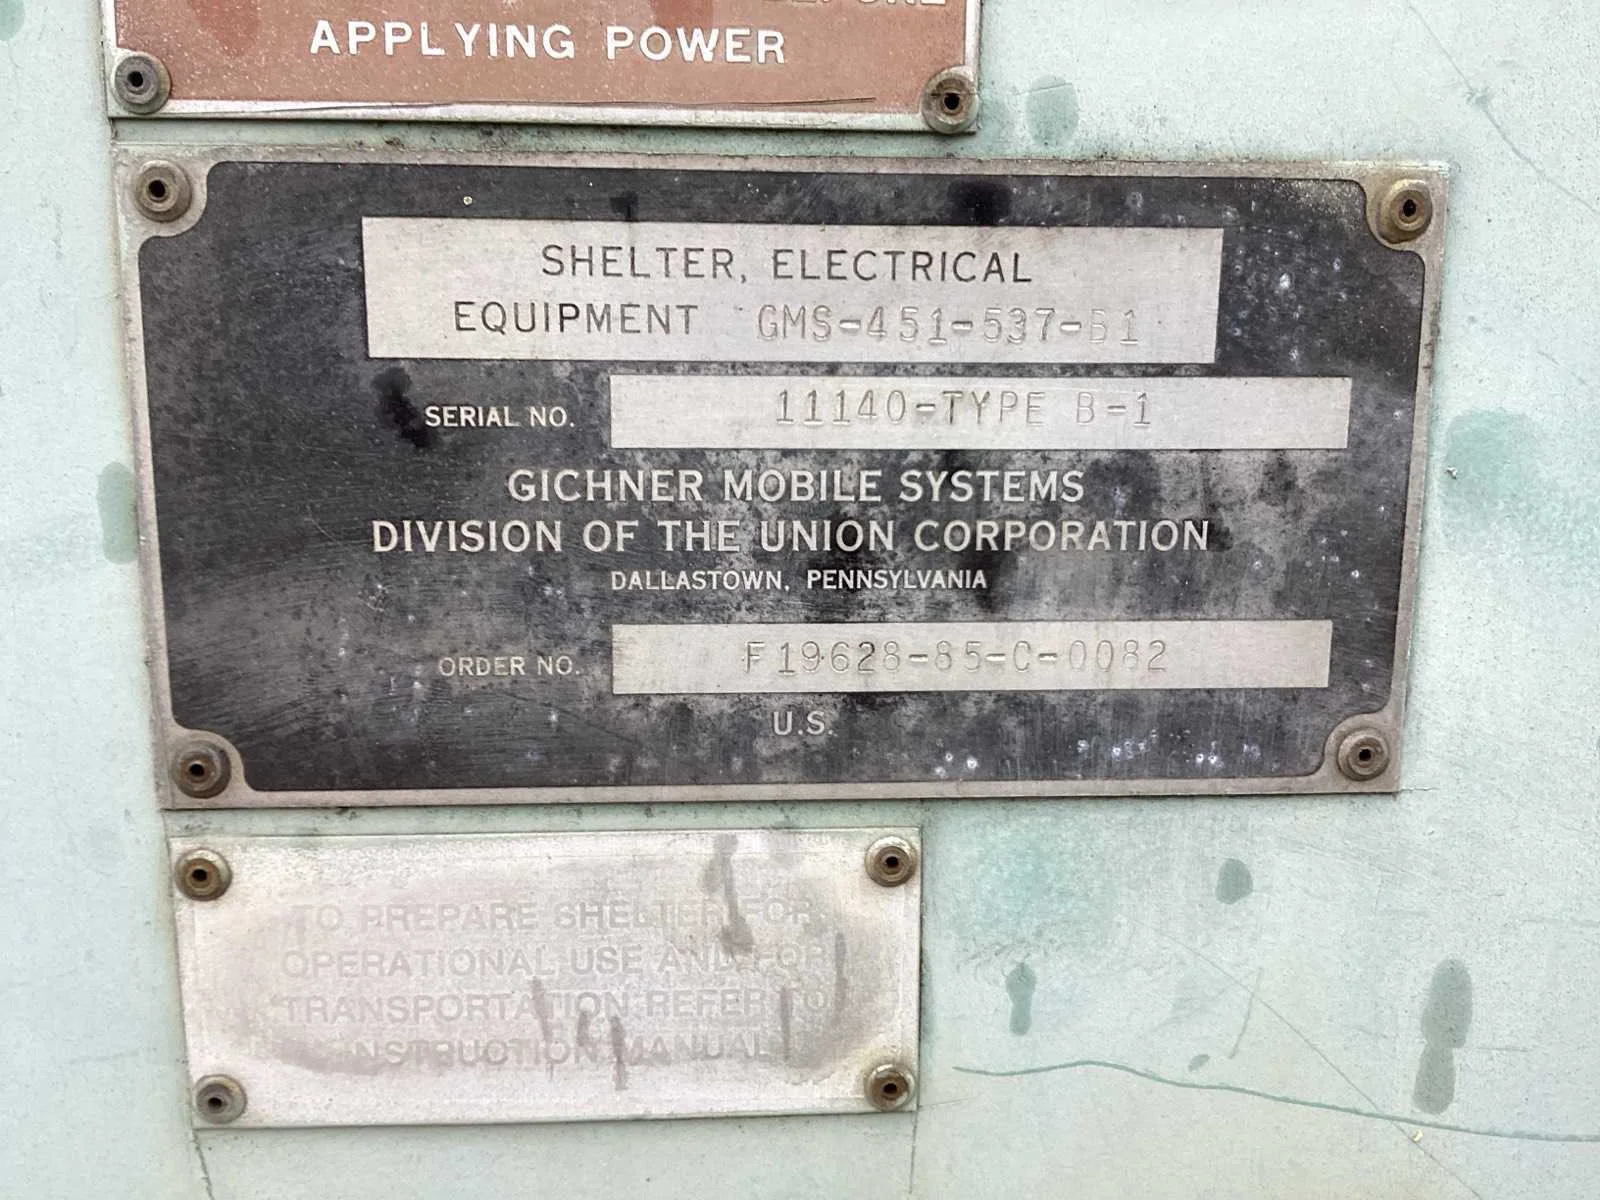 BEFORE
APPLYING POWER
SHELTER, ELECTRICAL
EQUIPMENT GMS-451-537-B1
SERIAL NO. 11140-TYPE B-1
GICHNER MOBILE SYSTEMS
DIVISION OF THE UNION CORPORATION
DALLASTOWN, PENNSYLVANIA
ORDER NO. F19628-85-C-0082
U.S.
TO PREPARE SHELTER FOR
OPERATIONAL USE AND FOR
TRANSPORTATION REFER TO
INSTRUCTION MANUAL